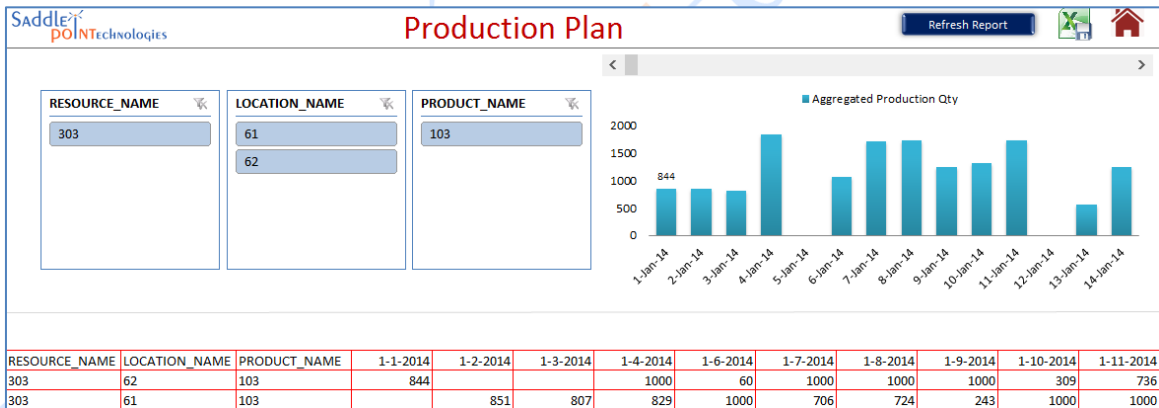 SaddlePOINTechnologies
Production Plan
Refresh Report
RESOURCE_NAME
303
LOCATION_NAME
61
62
PRODUCT_NAME
103
Aggregated Production Qty
2000
1500
1000
500
0
844
1-Jan-14 2-Jan-14 3-Jan-14 4-Jan-14 5-Jan-14 6-Jan-14 7-Jan-14 8-Jan-14 9-Jan-14 10-Jan-14 11-Jan-14 12-Jan-14 13-Jan-14 14-Jan-14
RESOURCE_NAME LOCATION_NAME PRODUCT_NAME 1-1-2014 1-2-2014 1-3-2014 1-4-2014 1-6-2014 1-7-2014 1-8-2014 1-9-2014 1-10-2014 1-11-2014
303 62 103 844 1000 60 1000 1000 1000 309 736
303 61 103 851 807 829 1000 706 724 243 1000 1000